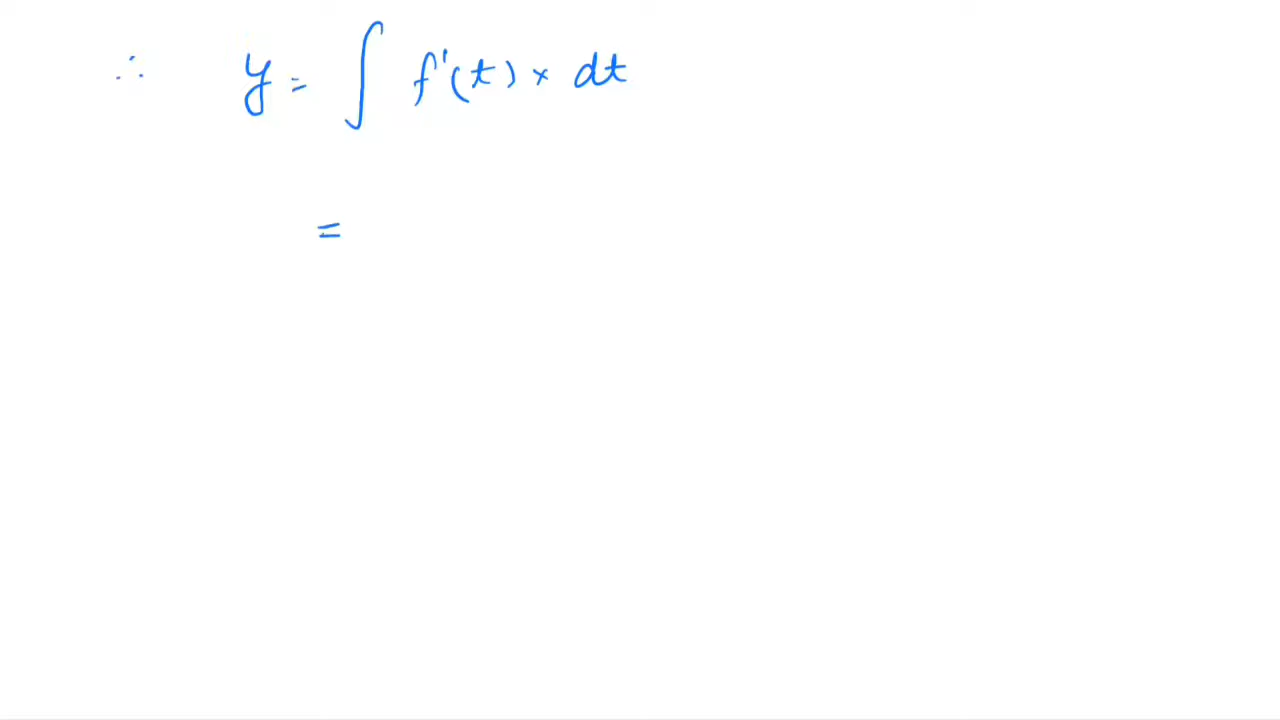 ∴ y = ∫ f'(t) × dt
=